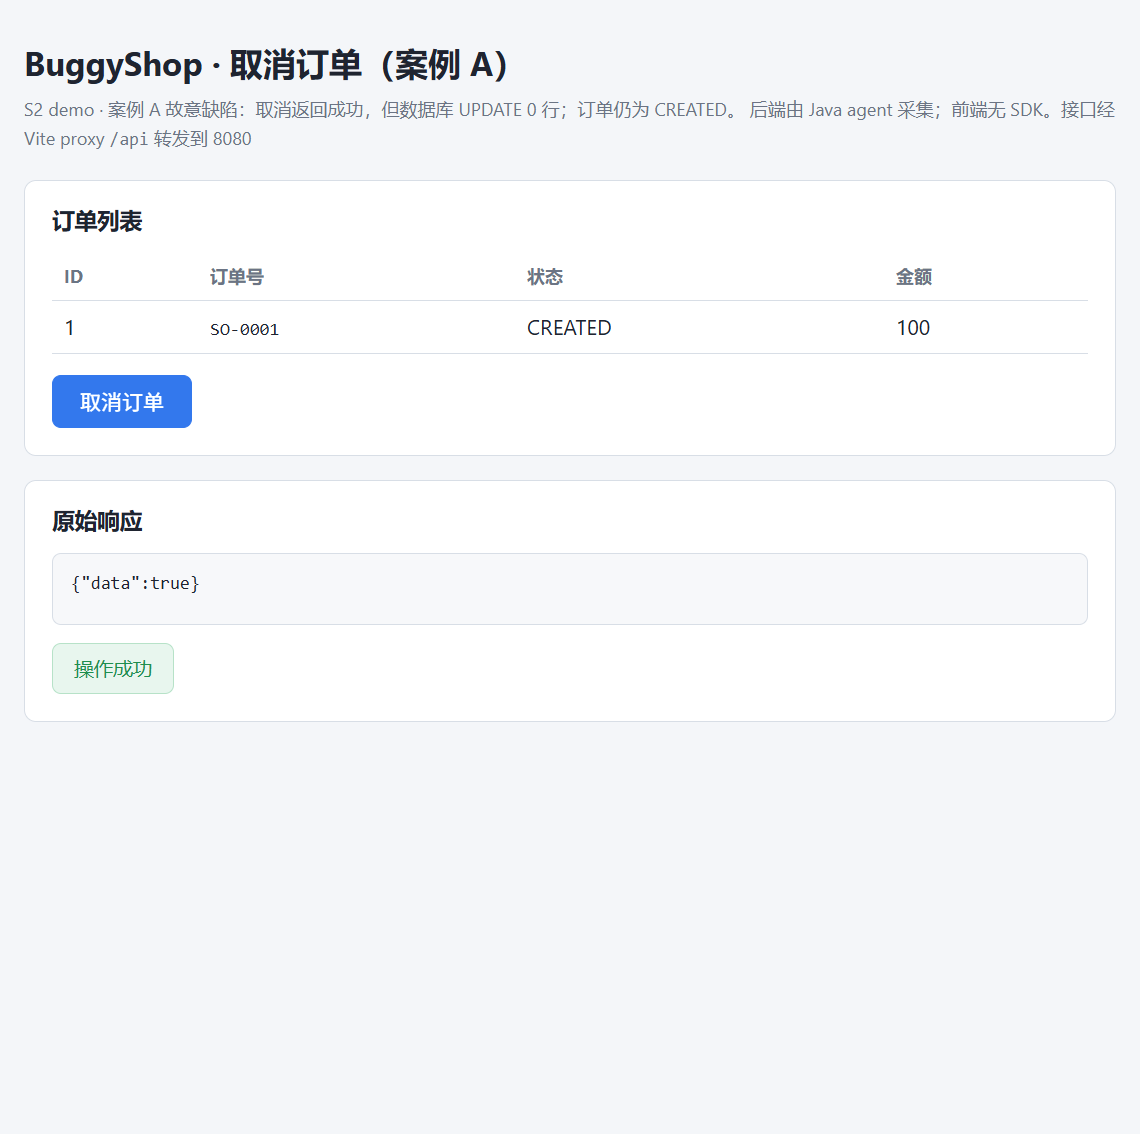 BuggyShop · 取消订单（案例 A）
S2 demo · 案例 A 故意缺陷：取消返回成功，但数据库 UPDATE 0 行；订单仍为 CREATED。 后端由 Java agent 采集；前端无 SDK。接口经
Vite proxy /api 转发到 8080
订单列表
ID 订单号 状态 金额
1 SO-0001 CREATED 100
取消订单
原始响应
{"data":true}
操作成功